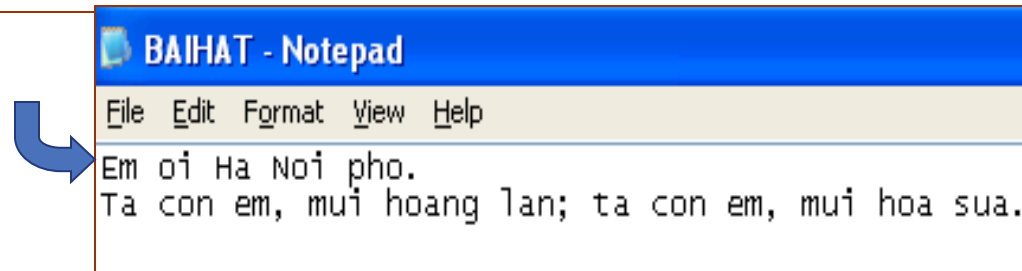 BAIHAT - Notepad
File Edit Format View Help
Em oi Ha Noi pho.
Ta con em, mui hoang lan; ta con em, mui hoa sua.